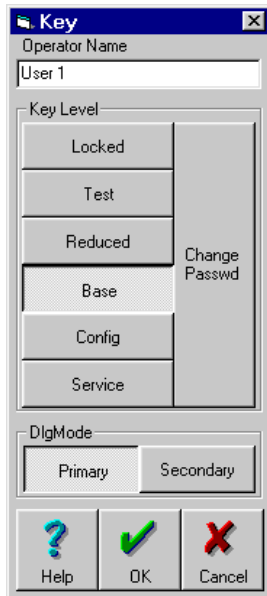 Key
Operator Name
User 1
Key Level
Locked
Test
Reduced
Base
Config
Service
Change
Passwd
DlgMode
Primary
Secondary
Help
OK
Cancel